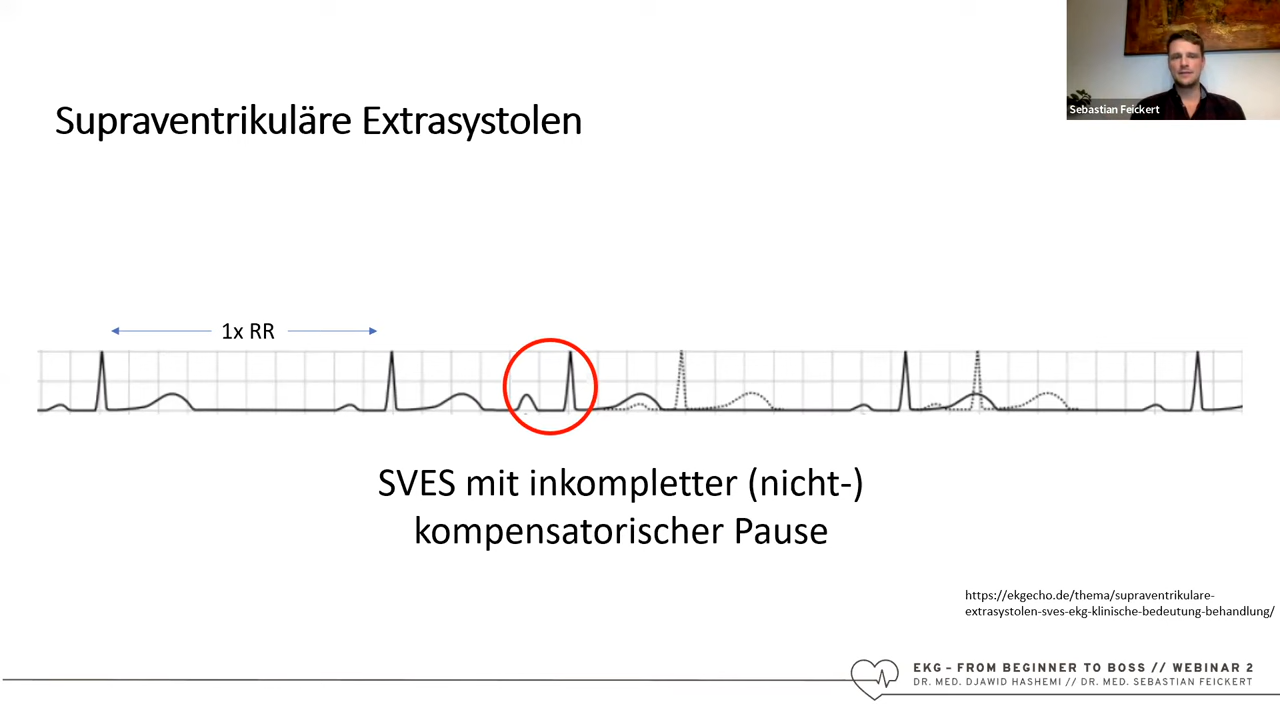 Sebastian Feickert
Supraventrikuläre Extrasystolen
1x RR
SVES mit inkompletter (nicht-)
kompensatorischer Pause
https://ekgecho.de/thema/supraventrikulare-
extrasystolen-sves-ekg-klinische-bedeutung-behandlung/
EKG – FROM BEGINNER TO BOSS // WEBINAR 2
DR. MED. DJAWID HASHEMI // DR. MED. SEBASTIAN FEICKERT